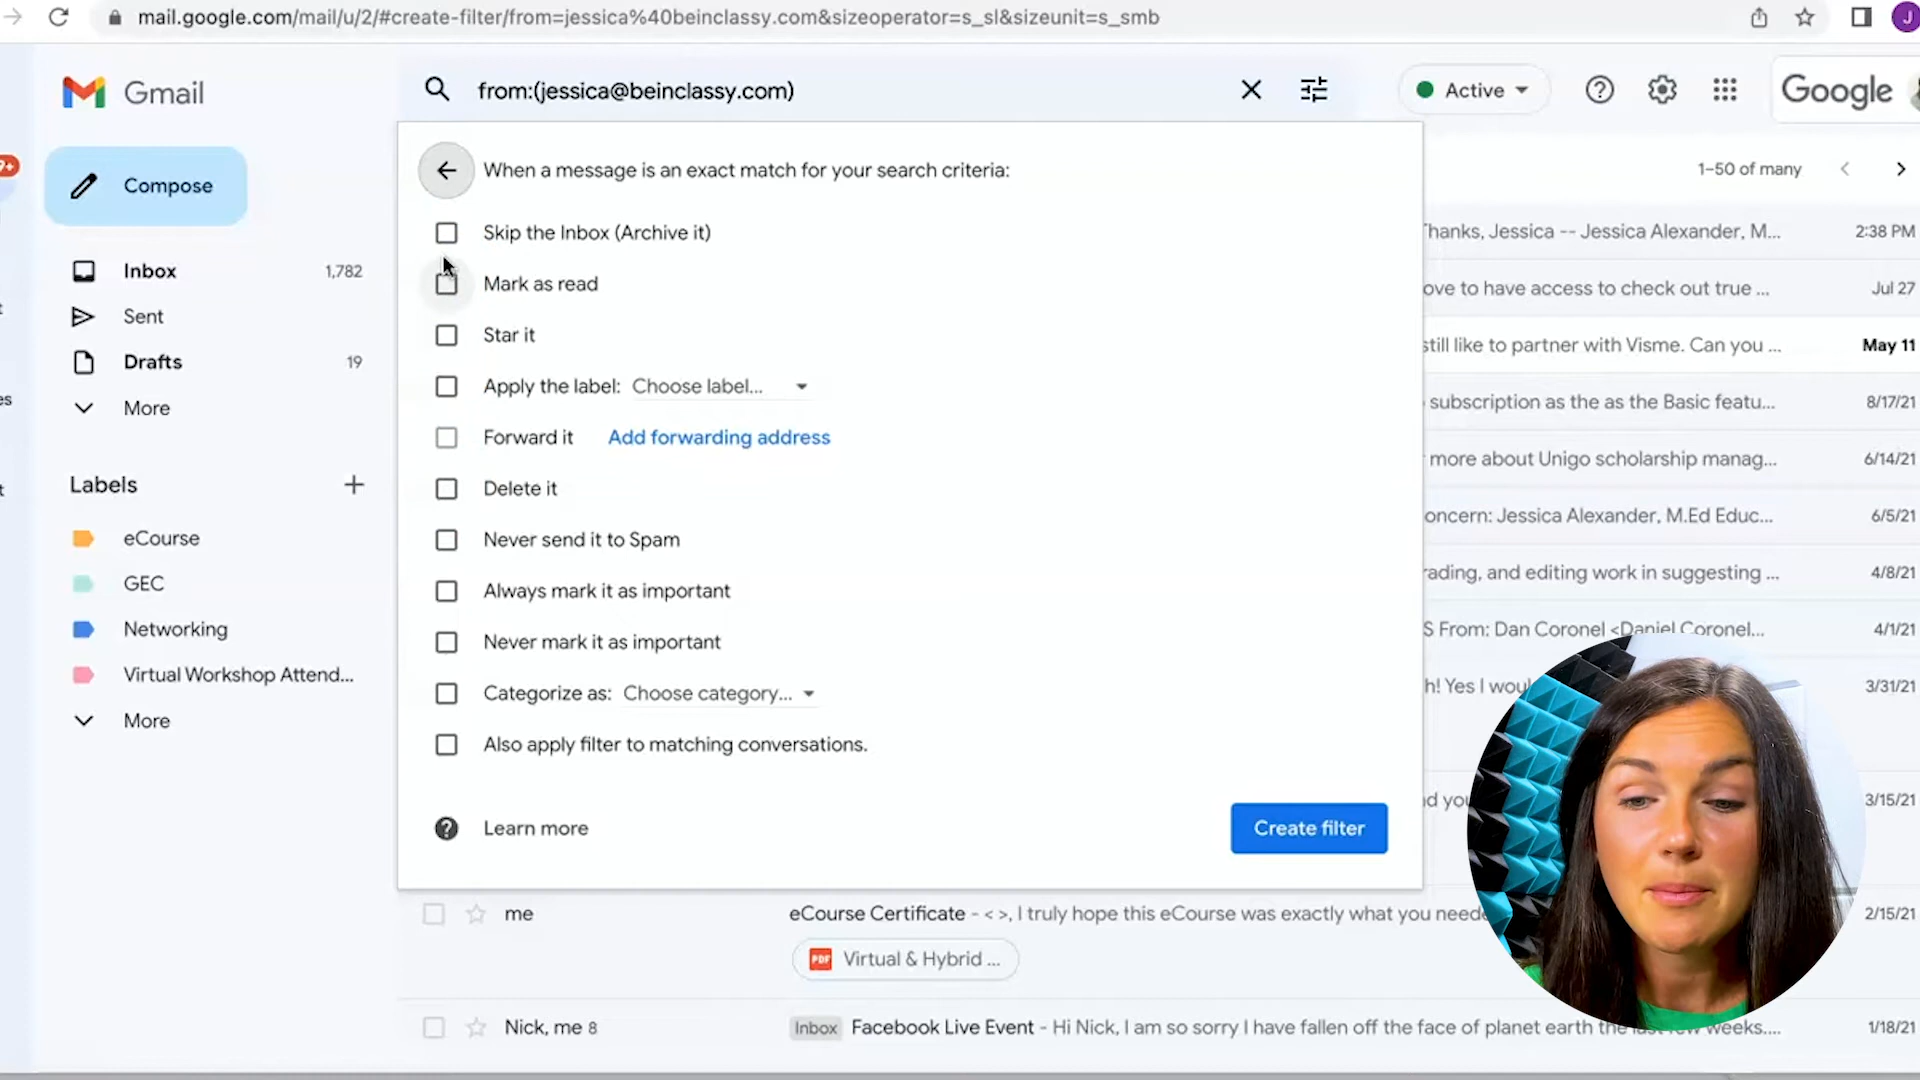 mail.google.com/mail/u/2/#create-filter/from=jessica%40beinclassy.com&sizeoperator=s_sl&sizeunit=s_smb
J
Gmail
from:(jessica@beinclassy.com)
Active
Google
9+
Compose
When a message is an exact match for your search criteria:
1–50 of many
Skip the Inbox (Archive it)
Thanks, Jessica -- Jessica Alexander, M... 2:38 PM
Inbox 1,782
Mark as read
ove to have access to check out true ... Jul 27
Sent
Star it
still like to partner with Visme. Can you ... May 11
Drafts 19
Apply the label: Choose label...
subscription as the as the Basic featu... 8/17/21
More
Forward it Add forwarding address
more about Unigo scholarship manag... 6/14/21
Labels +
Delete it
oncern: Jessica Alexander, M.Ed Educ... 6/5/21
eCourse
Never send it to Spam
rading, and editing work in suggesting ... 4/8/21
GEC
Always mark it as important
Networking
Never mark it as important
S From: Dan Coronel <Daniel Coronel... 4/1/21
Virtual Workshop Attend...
Categorize as: Choose category...
h! Yes I wou 3/31/21
More
Also apply filter to matching conversations.
d you 3/15/21
Learn more
Create filter
me eCourse Certificate - < >, I truly hope this eCourse was exactly what you neede 2/15/21
PDF Virtual & Hybrid ...
Nick, me 8 Inbox Facebook Live Event - Hi Nick, I am so sorry I have fallen off the face of planet earth the last few weeks.... 1/18/21